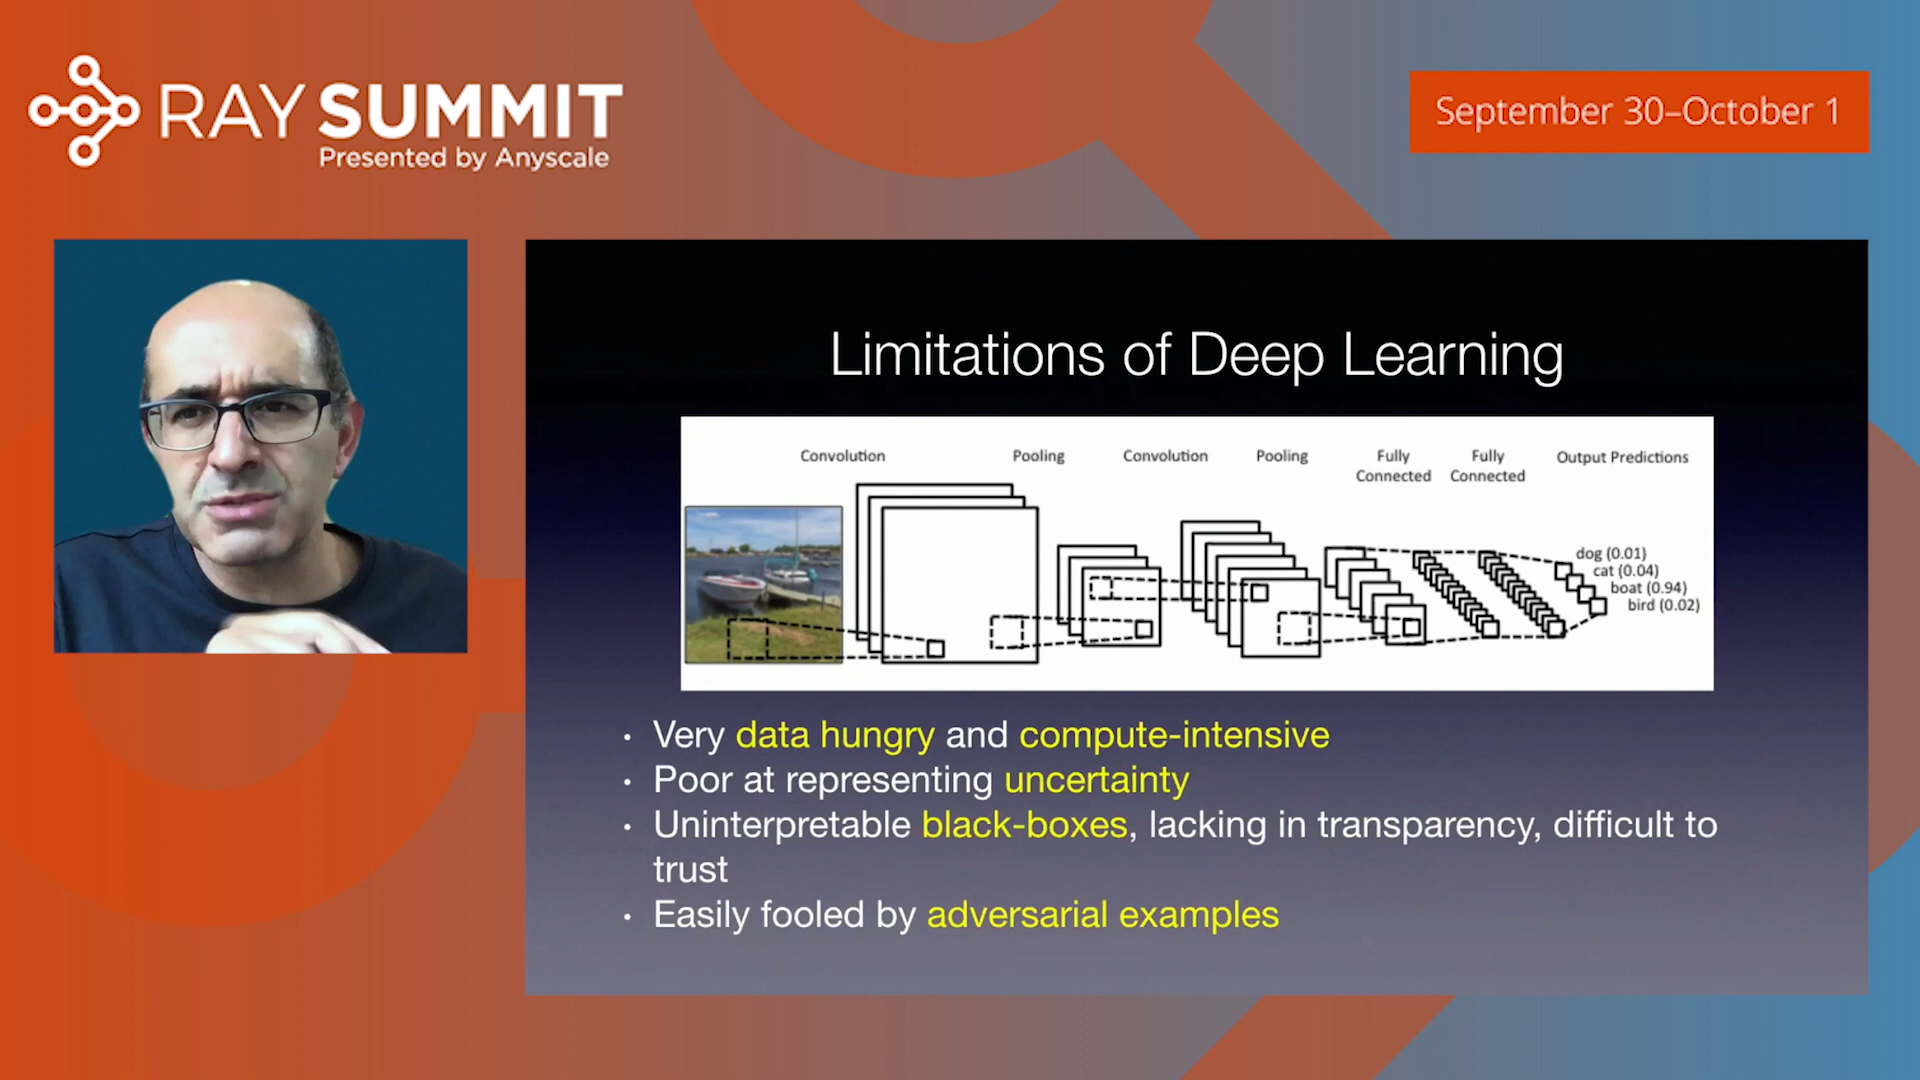 RAY SUMMIT
Presented by Anyscale
September 30–October 1
Limitations of Deep Learning
Convolution
Pooling
Convolution
Pooling
Fully
Connected
Fully
Connected
Output Predictions
dog (0.01)
cat (0.04)
boat (0.94)
bird (0.02)
• Very data hungry and compute-intensive
• Poor at representing uncertainty
• Uninterpretable black-boxes, lacking in transparency, difficult to
trust
• Easily fooled by adversarial examples